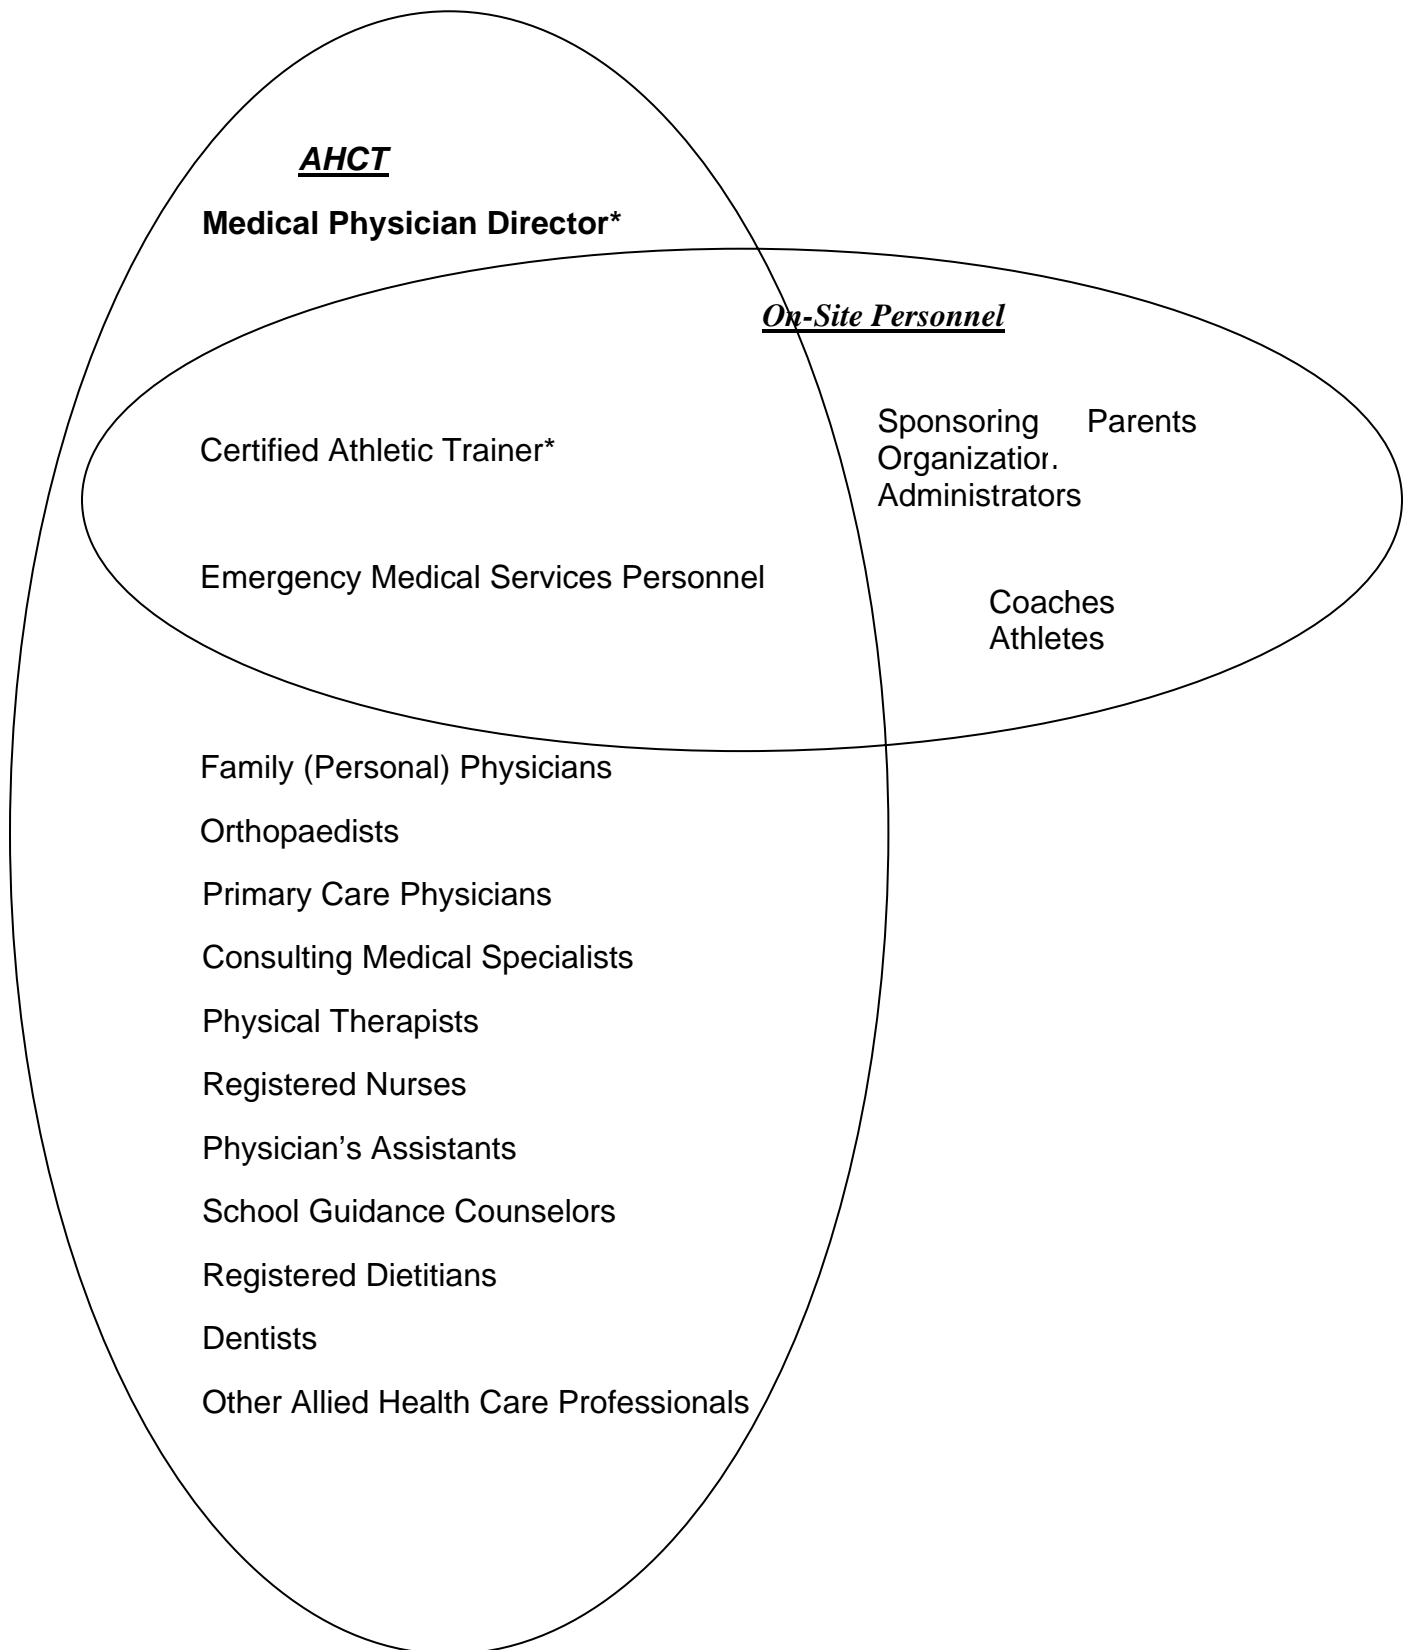 AHCT
Medical Physician Director*
On-Site Personnel
Certified Athletic Trainer*
Emergency Medical Services Personnel
Sponsoring Parents
Organization.
Administrators
Coaches
Athletes
Family (Personal) Physicians
Orthopaedists
Primary Care Physicians
Consulting Medical Specialists
Physical Therapists
Registered Nurses
Physician’s Assistants
School Guidance Counselors
Registered Dietitians
Dentists
Other Allied Health Care Professionals